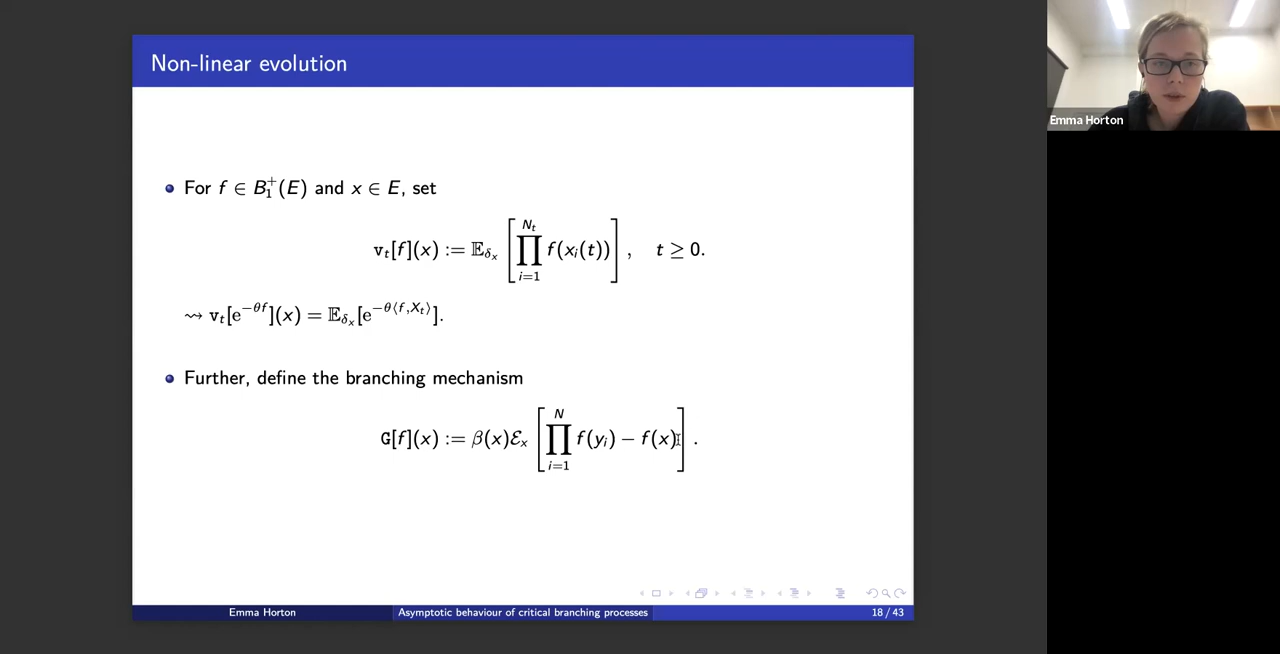 Non-linear evolution
For f ∈ B₁⁺(E) and x ∈ E, set
v_t[f](x) := 𝔼_{δ_x} [ ∏_{i=1}^{N_t} f(x_i(t)) ] , t ≥ 0.
⇝ v_t[e^{−θf}](x) = 𝔼_{δ_x}[e^{−θ⟨f,X_t⟩}].
Further, define the branching mechanism
G[f](x) := β(x)ℰ_x [ ∏_{i=1}^{N} f(y_i) − f(x) ] .
Emma Horton
Asymptotic behaviour of critical branching processes
18 / 43
Emma Horton